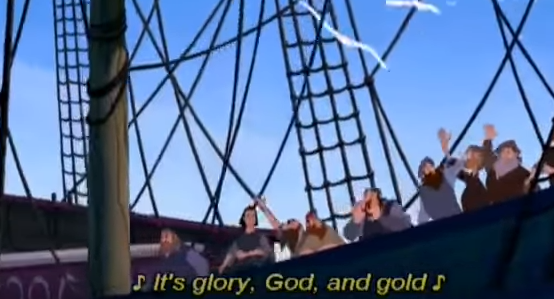 ♪ It's glory, God, and gold ♪